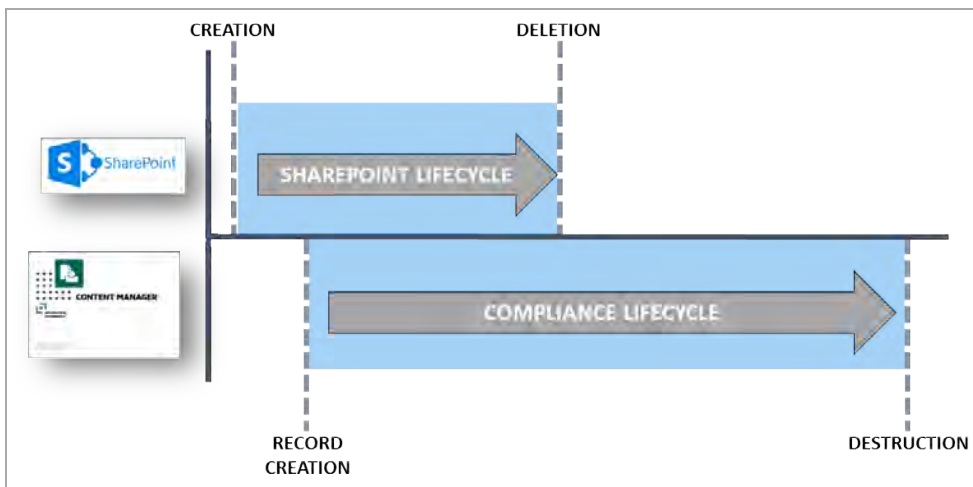 CREATION
DELETION
S
SharePoint
SHAREPOINT LIFECYCLE
CONTENT MANAGER
COMPLIANCE LIFECYCLE
RECORD
CREATION
DESTRUCTION